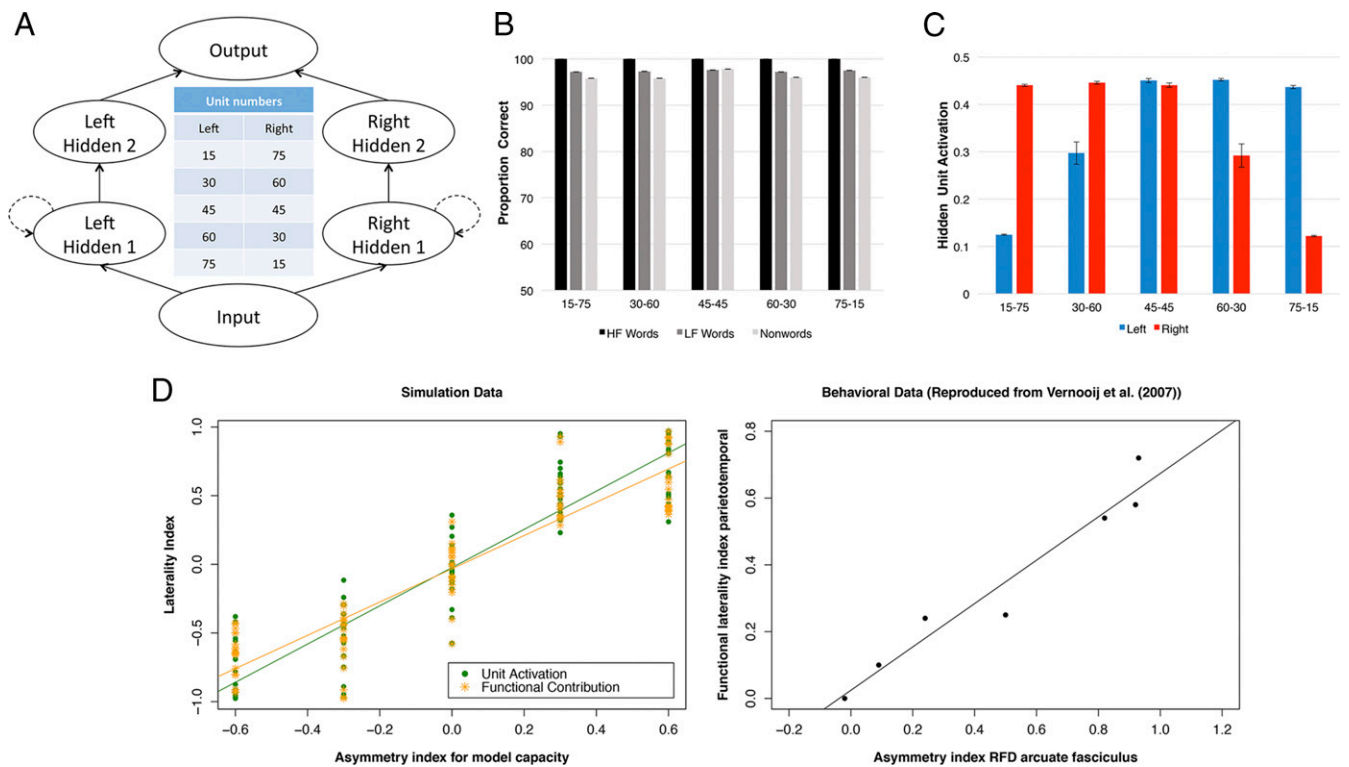 A
Output
Left
Hidden 2
Right
Hidden 2
Unit numbers
Left Right
15 75
30 60
45 45
60 30
75 15
Left
Hidden 1
Right
Hidden 1
Input
B
Proportion Correct
100
90
80
70
60
50
15-75 30-60 45-45 60-30 75-15
HF Words LF Words Nonwords
C
Hidden Unit Activation
0.5
0.4
0.3
0.2
0.1
0
15-75 30-60 45-45 60-30 75-15
Left Right
D
Simulation Data
Laterality Index
1.0
0.5
0.0
−0.5
−1.0
Unit Activation
Functional Contribution
−0.6 −0.4 −0.2 0.0 0.2 0.4 0.6
Asymmetry index for model capacity
Behavioral Data (Reproduced from Vernooij et al. (2007))
Functional laterality index parietotemporal
0.8
0.6
0.4
0.2
0.0
−0.2 0.0 0.2 0.4 0.6 0.8 1.0 1.2
Asymmetry index RFD arcuate fasciculus